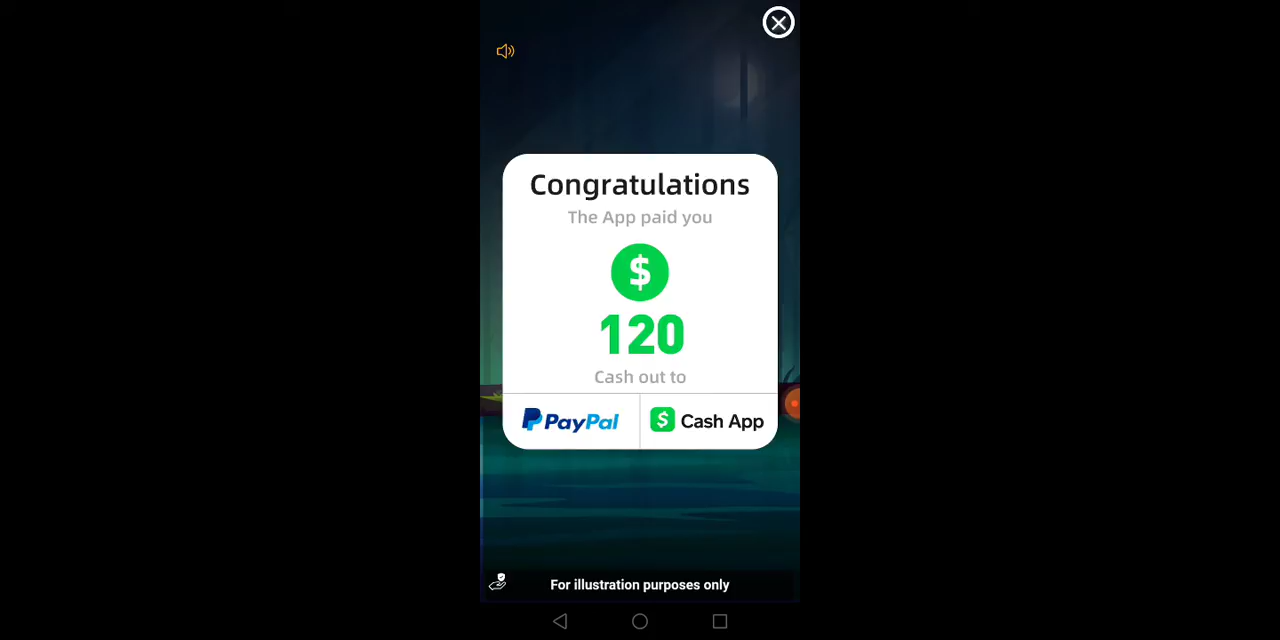 Congratulations
The App paid you
$
120
Cash out to
PayPal
$ Cash App
For illustration purposes only